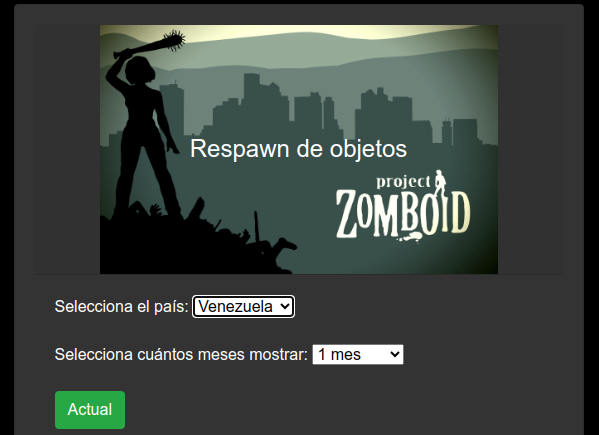 Respawn de objetos
project
ZOMBOID
Selecciona el país: Venezuela
Selecciona cuántos meses mostrar: 1 mes
Actual